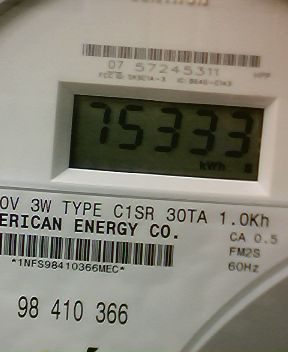 07 57245311
HPP
75333
kWh
0V 3W TYPE C1SR 30TA 1.0Kh
ERICAN ENERGY CO.
CA 0.5
FM2S
60Hz
*1NFS98410366MEC*
98 410 366